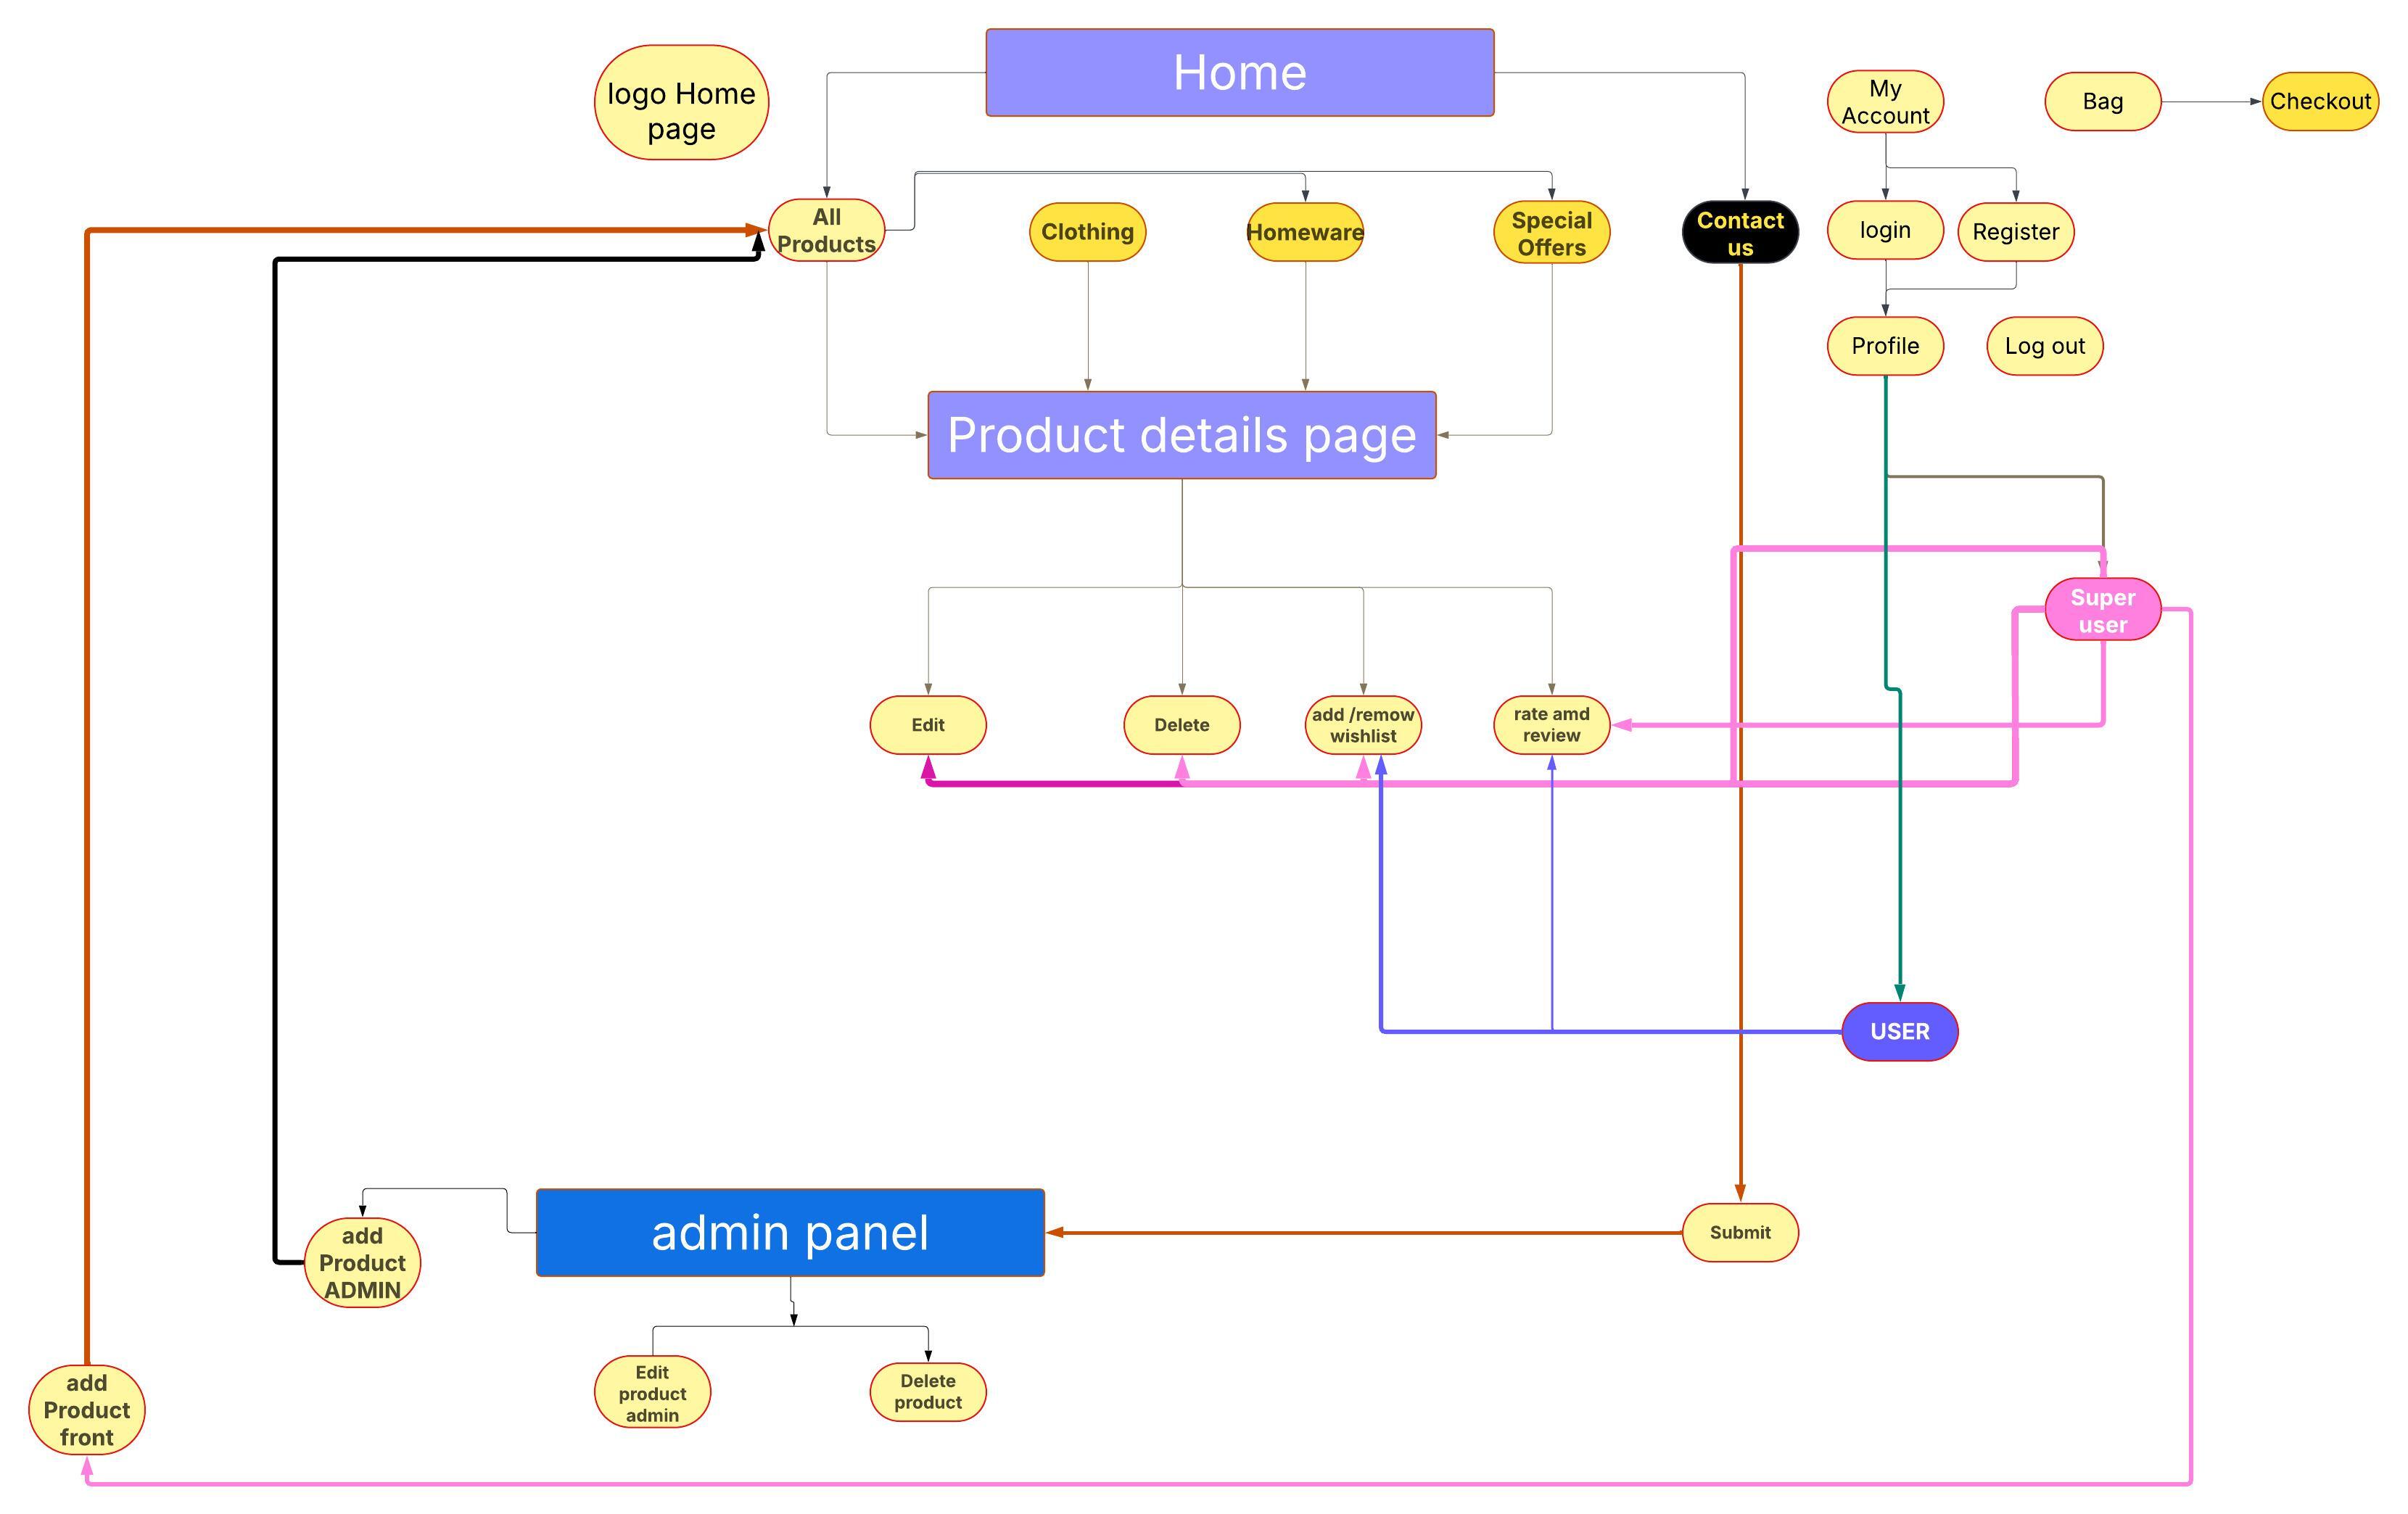 Home
logo Home
page
My
Account
Bag
Checkout
All
Products
Clothing
Homeware
Special
Offers
Contact
us
login
Register
Profile
Log out
Product details page
Super
user
Edit
Delete
add /remow
wishlist
rate amd
review
USER
admin panel
Submit
add
Product
ADMIN
Edit
product
admin
Delete
product
add
Product
front